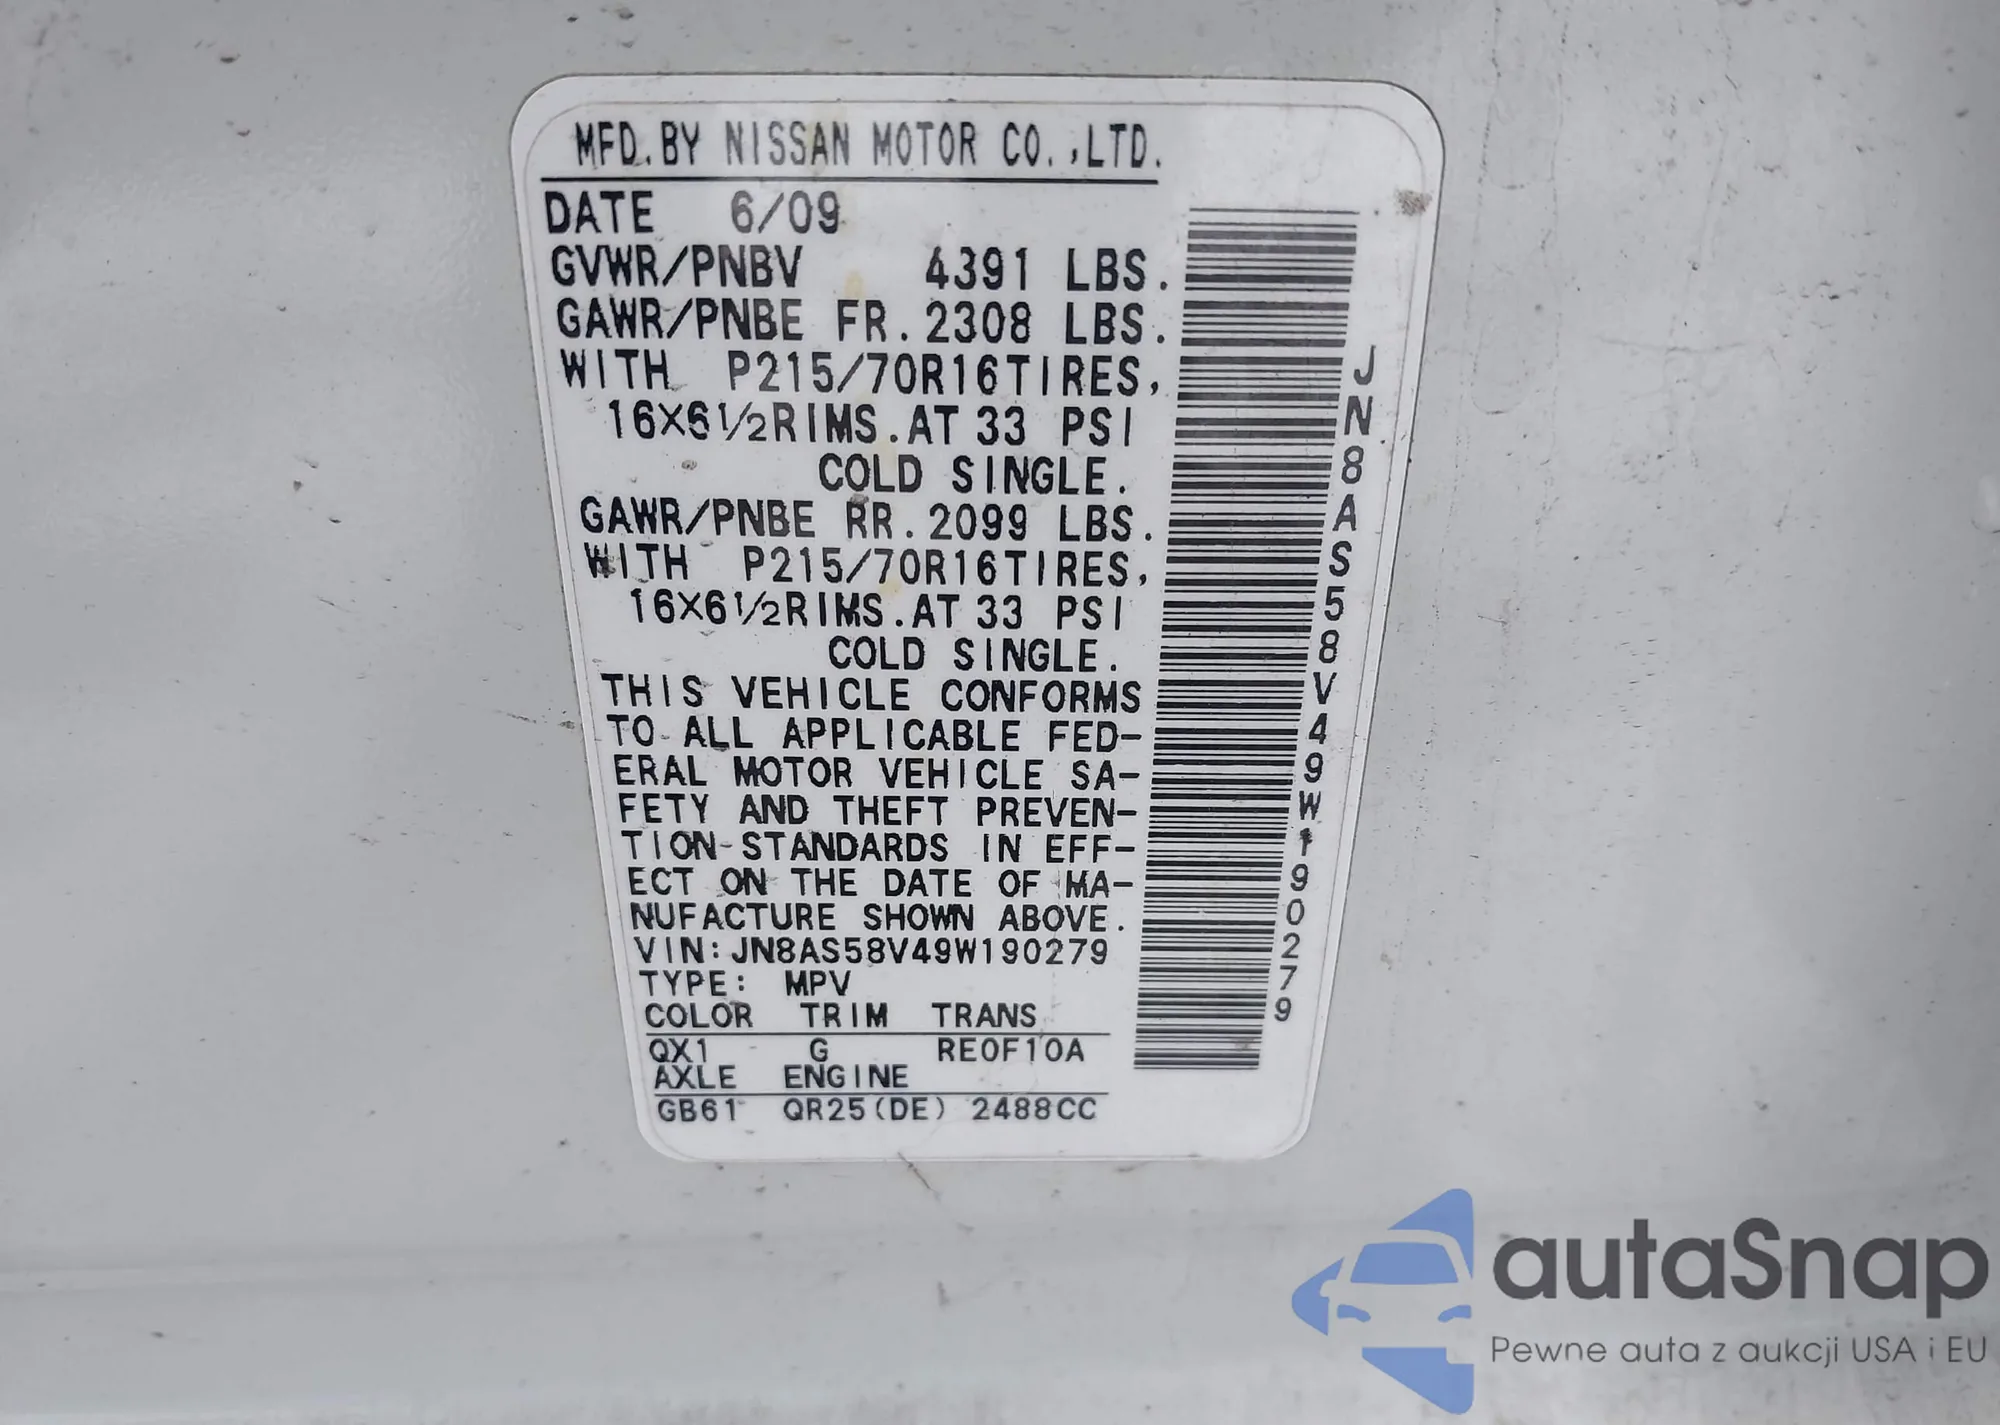 MFD.BY NISSAN MOTOR CO.,LTD.
DATE 6/09
GVWR/PNBV 4391 LBS.
GAWR/PNBE FR.2308 LBS.
WITH P215/70R16TIRES,
16X6½RIMS.AT 33 PSI
COLD SINGLE.
GAWR/PNBE RR.2099 LBS.
WITH P215/70R16TIRES,
16X6½RIMS.AT 33 PSI
COLD SINGLE.
THIS VEHICLE CONFORMS
TO ALL APPLICABLE FED-
ERAL MOTOR VEHICLE SA-
FETY AND THEFT PREVEN-
TION STANDARDS IN EFF-
ECT ON THE DATE OF MA-
NUFACTURE SHOWN ABOVE.
VIN:JN8AS58V49W190279
TYPE: MPV
COLOR TRIM TRANS
QX1 G RE0F10A
AXLE ENGINE
GB61 QR25(DE) 2488CC
JN8AS58V49W190279
autaSnap
Pewne auta z aukcji USA i EU